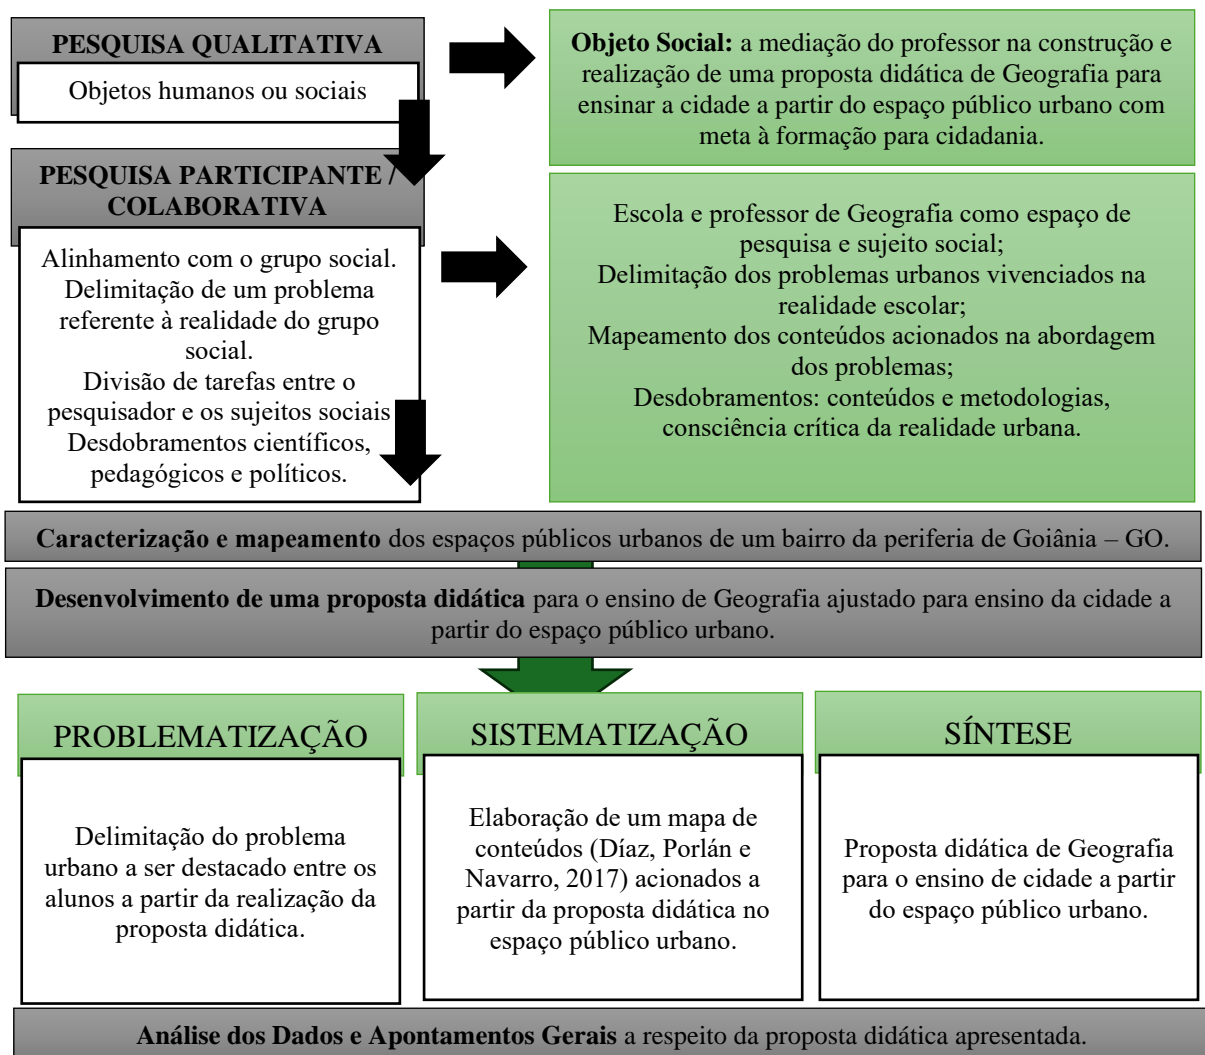 PESQUISA QUALITATIVA
Objetos humanos ou sociais
Objeto Social: a mediação do professor na construção e
realização de uma proposta didática de Geografia para
ensinar a cidade a partir do espaço público urbano com
meta à formação para cidadania.
PESQUISA PARTICIPANTE /
COLABORATIVA
Alinhamento com o grupo social.
Delimitação de um problema
referente à realidade do grupo
social.
Divisão de tarefas entre o
pesquisador e os sujeitos sociais
Desdobramentos científicos,
pedagógicos e políticos.
Escola e professor de Geografia como espaço de
pesquisa e sujeito social;
Delimitação dos problemas urbanos vivenciados na
realidade escolar;
Mapeamento dos conteúdos acionados na abordagem
dos problemas;
Desdobramentos: conteúdos e metodologias,
consciência crítica da realidade urbana.
Caracterização e mapeamento dos espaços públicos urbanos de um bairro da periferia de Goiânia – GO.
Desenvolvimento de uma proposta didática para o ensino de Geografia ajustado para ensino da cidade a
partir do espaço público urbano.
PROBLEMATIZAÇÃO
Delimitação do problema
urbano a ser destacado entre os
alunos a partir da realização da
proposta didática.
SISTEMATIZAÇÃO
Elaboração de um mapa de
conteúdos (Díaz, Porlán e
Navarro, 2017) acionados a
partir da proposta didática no
espaço público urbano.
SÍNTESE
Proposta didática de Geografia
para o ensino de cidade a partir
do espaço público urbano.
Análise dos Dados e Apontamentos Gerais a respeito da proposta didática apresentada.